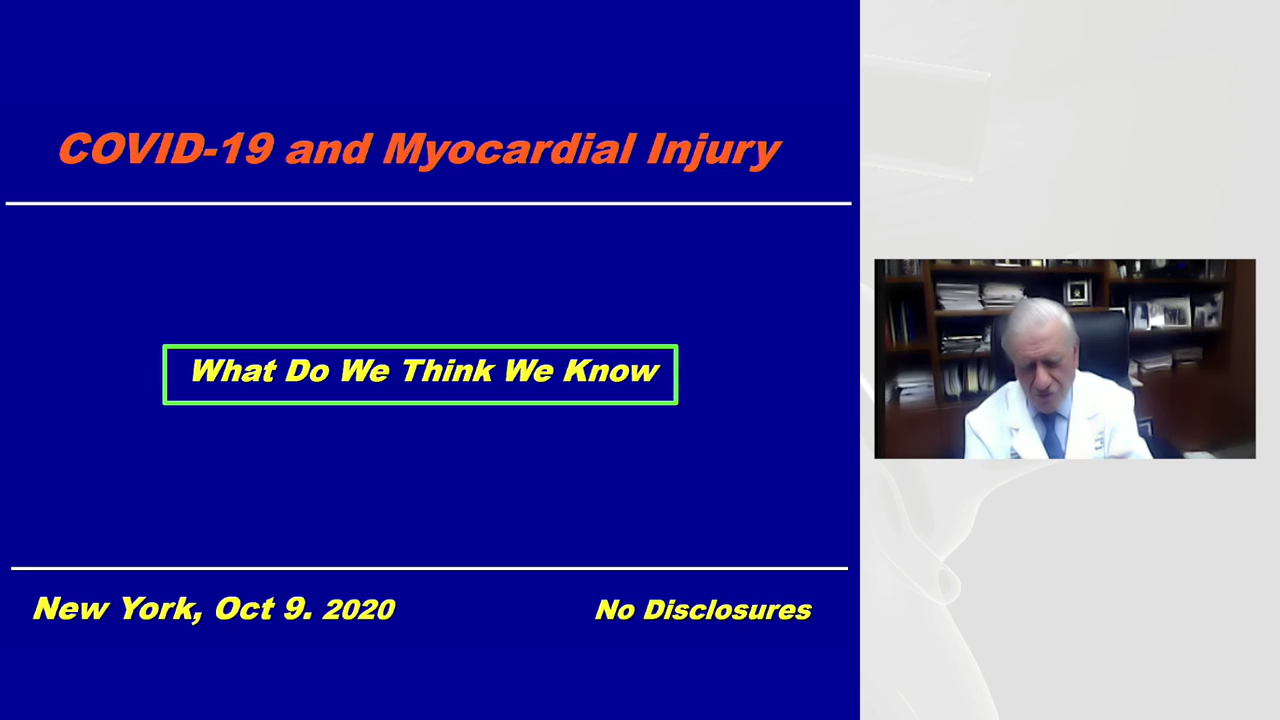 COVID-19 and Myocardial Injury
What Do We Think We Know
New York, Oct 9. 2020
No Disclosures